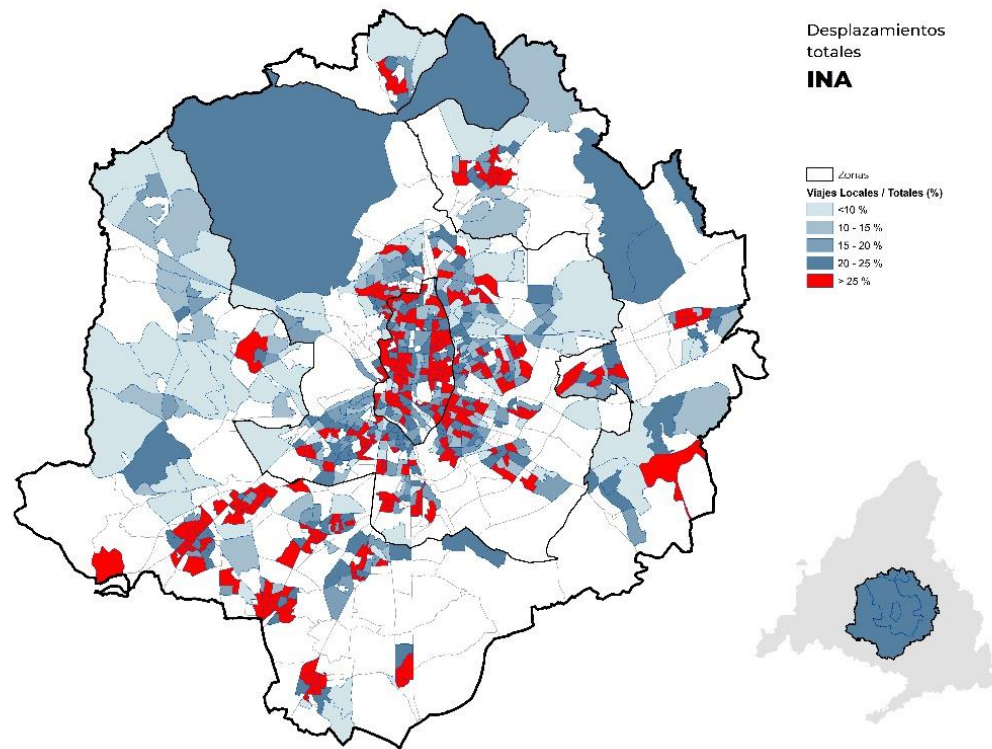 Desplazamientos
totales
INA
Zonas
Viajes Locales / Totales (%)
<10 %
10 - 15 %
15 - 20 %
20 - 25 %
> 25 %